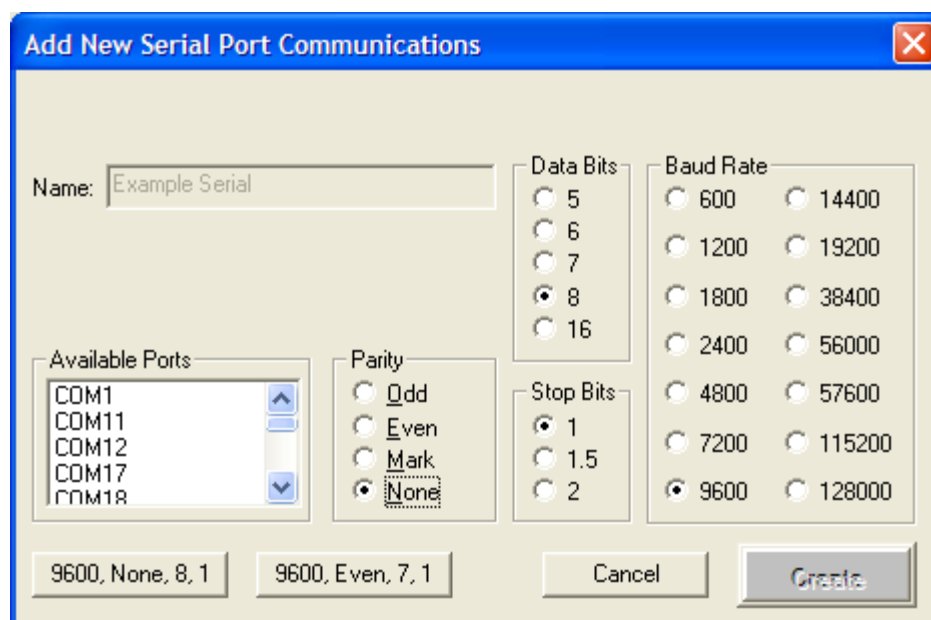 Add New Serial Port Communications
Name: Example Serial
Data Bits
5
6
7
8
16
Baud Rate
600
14400
1200
19200
1800
38400
2400
56000
4800
57600
7200
115200
9600
128000
Available Ports
COM1
COM11
COM12
COM17
COM18
Parity
Odd
Even
Mark
None
Stop Bits
1
1.5
2
9600, None, 8, 1
9600, Even, 7, 1
Cancel
Create